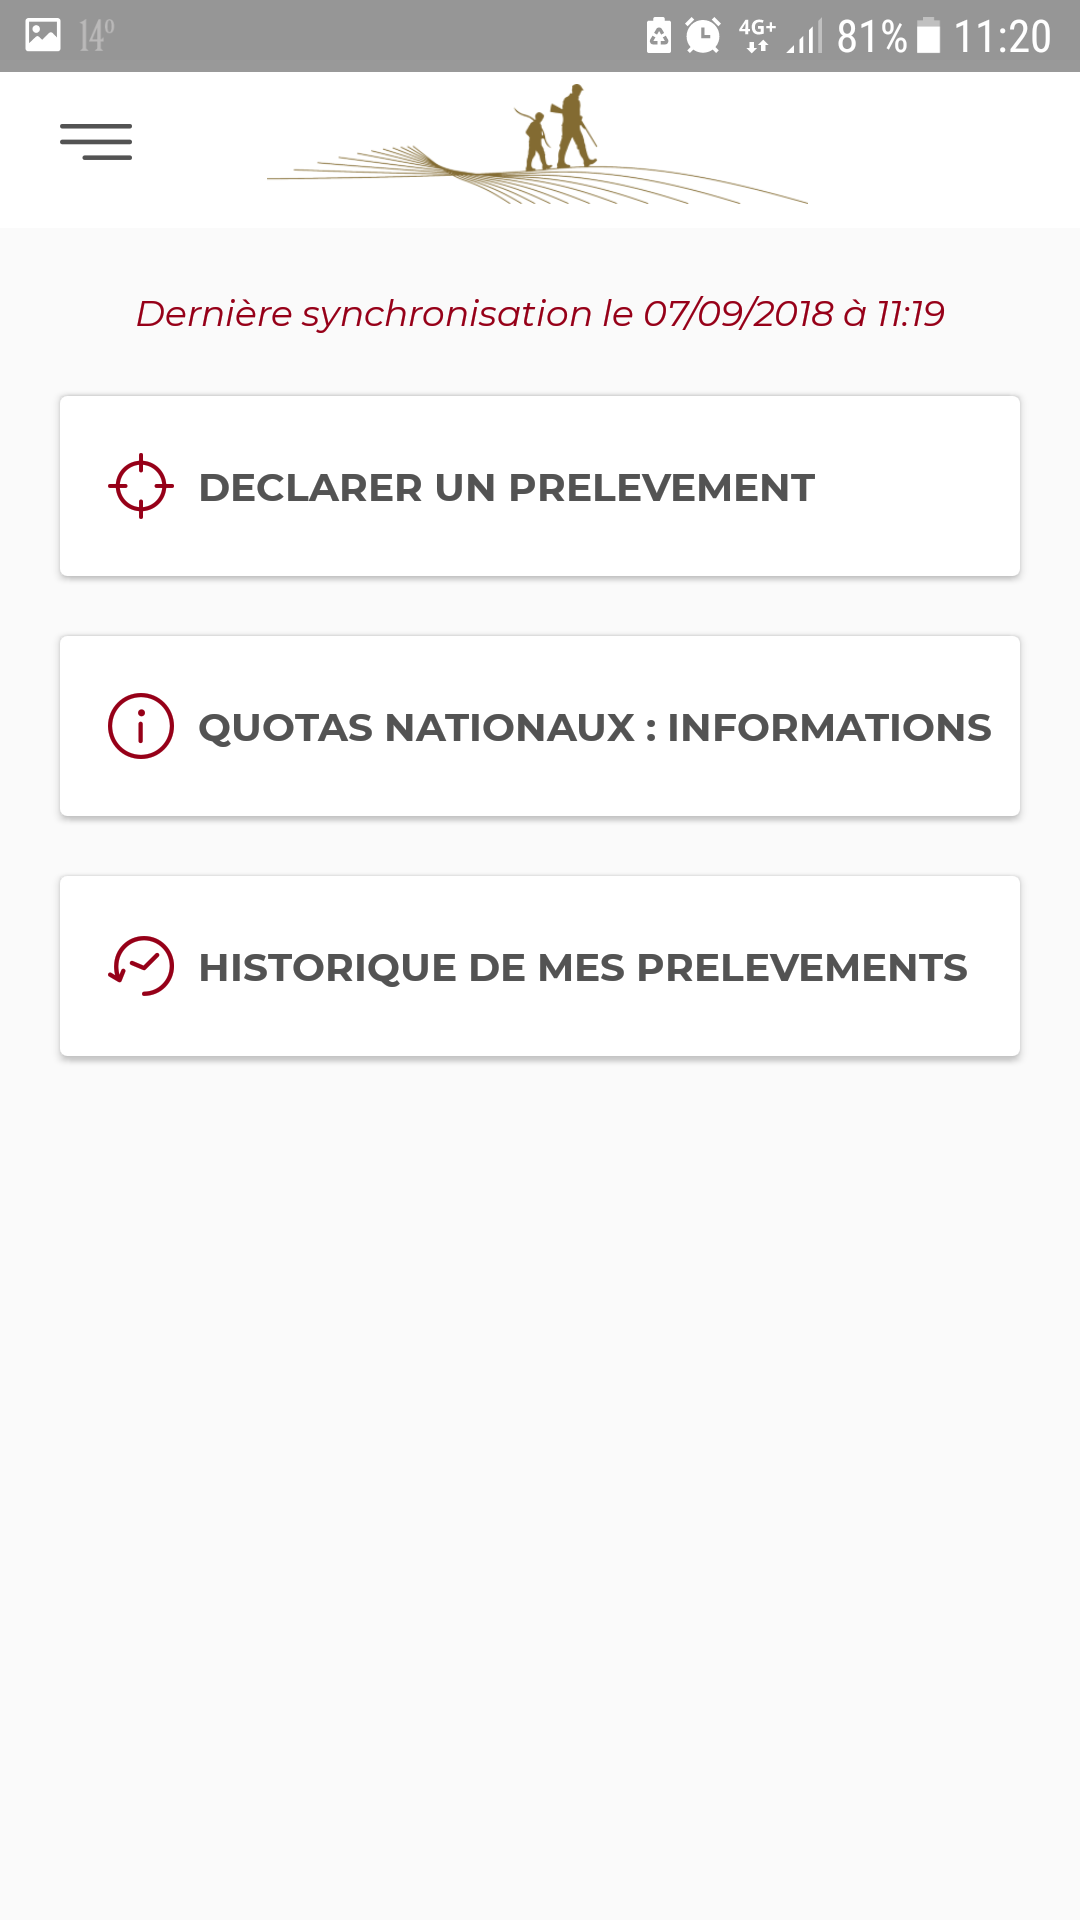 14° 4G+ 81% 11:20
Dernière synchronisation le 07/09/2018 à 11:19
DECLARER UN PRELEVEMENT
QUOTAS NATIONAUX : INFORMATIONS
HISTORIQUE DE MES PRELEVEMENTS